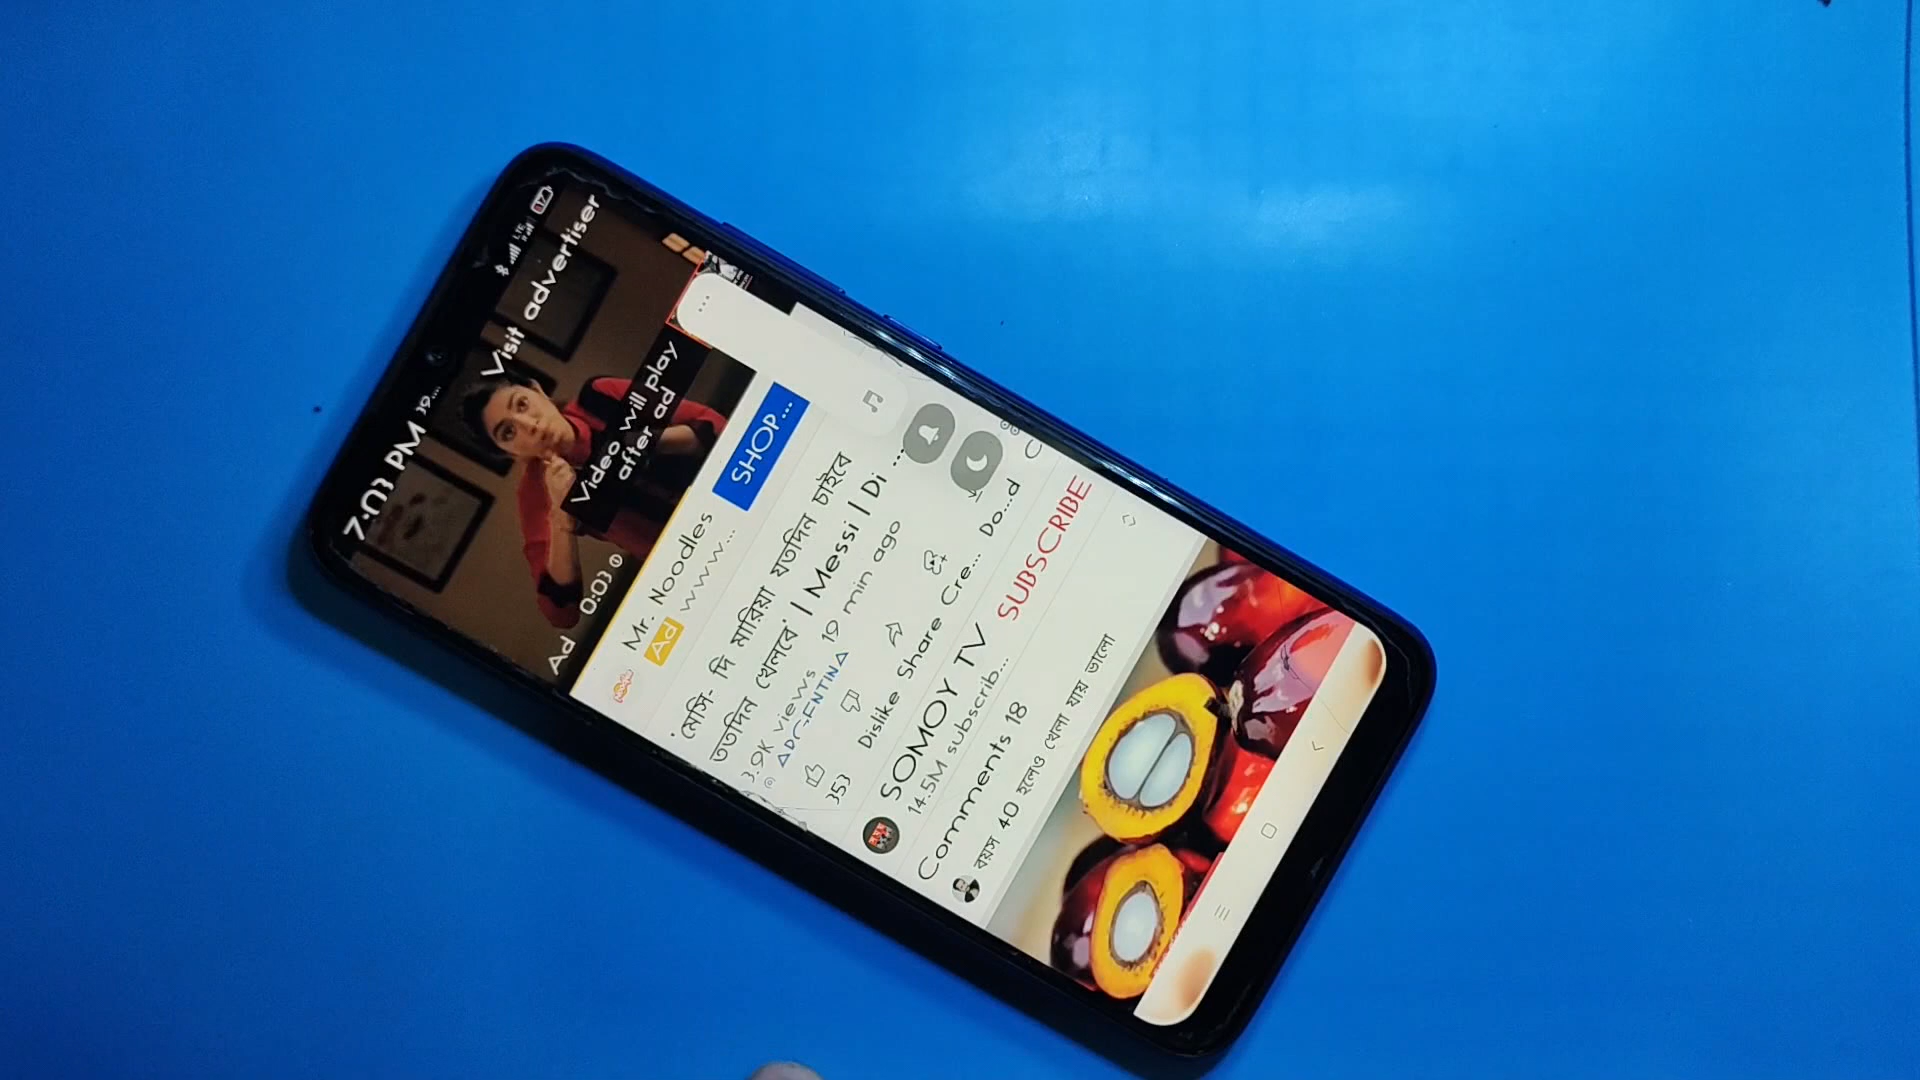 7:03 PM
Visit advertiser
Video will play
after ad
Ad 0:03
Mr. Noodles
Ad www...
SHOP...
'মেসি- দি মারিয়া যতদিন চাইবে
ততদিন খেলবে' | Messi | Di ...
3.9K views 19 min ago
ARGENTINA
353 Dislike Share Cre... Do...d
SOMOY TV
14.5M subscrib...
SUBSCRIBE
Comments 18
বয়স 40 হলেও খেলা যায় ভালো